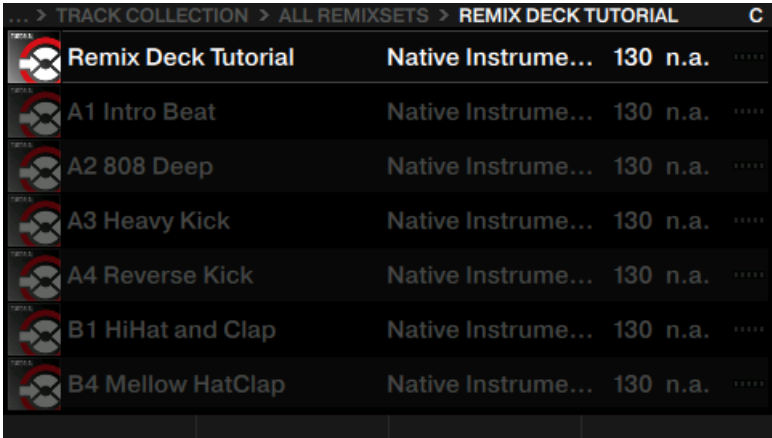 ... > TRACK COLLECTION > ALL REMIXSETS > REMIX DECK TUTORIAL C
Remix Deck Tutorial Native Instrume... 130 n.a.
A1 Intro Beat Native Instrume... 130 n.a.
A2 808 Deep Native Instrume... 130 n.a.
A3 Heavy Kick Native Instrume... 130 n.a.
A4 Reverse Kick Native Instrume... 130 n.a.
B1 HiHat and Clap Native Instrume... 130 n.a.
B4 Mellow HatClap Native Instrume... 130 n.a.